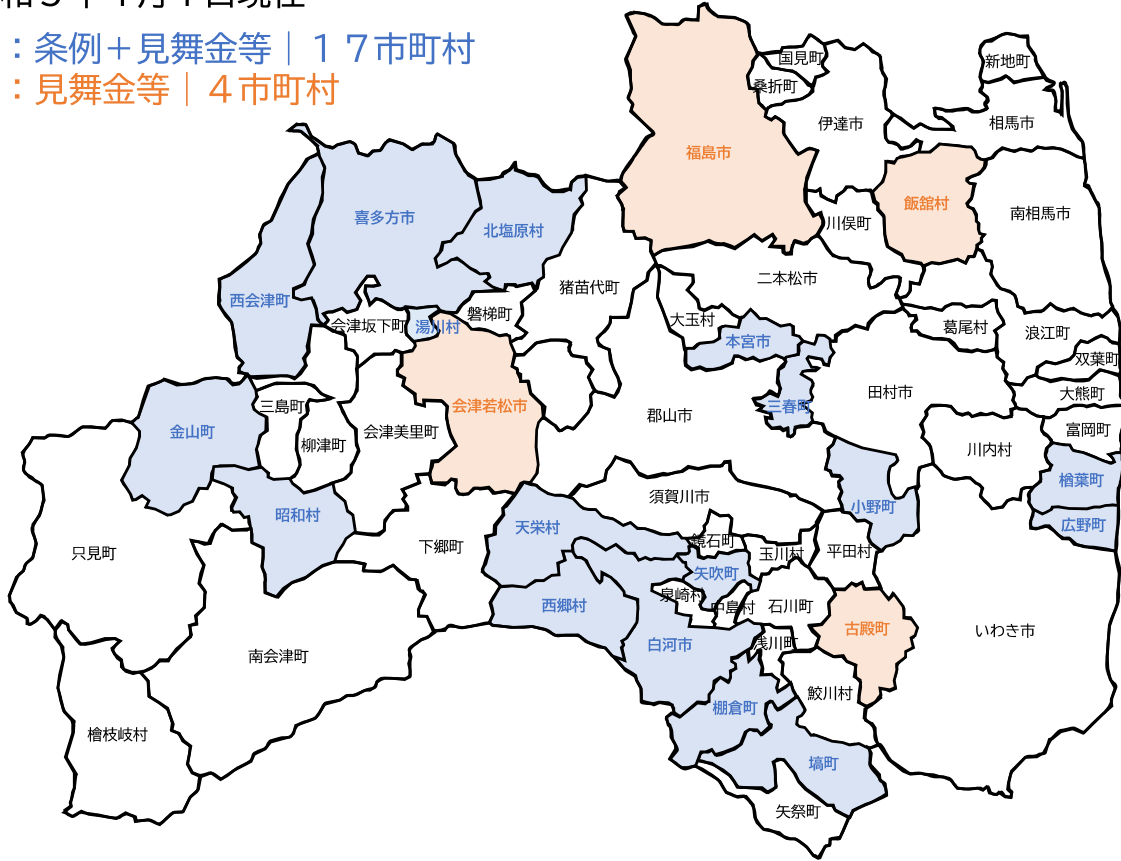 ：条例＋見舞金等｜１７市町村
：見舞金等｜４市町村
国見町
新地町
桑折町
伊達市
相馬市
福島市
飯舘村
南相馬市
川俣町
喜多方市
北塩原村
二本松市
猪苗代町
西会津町
磐梯町
会津坂下町
湯川村
大玉村
本宮市
葛尾村
浪江町
双葉町
大熊町
田村市
三島町
会津若松市
三春町
郡山市
金山町
会津美里町
柳津町
富岡町
川内村
楢葉町
須賀川市
小野町
昭和村
天栄村
広野町
只見町
下郷町
鏡石町
玉川村
平田村
矢吹町
泉崎村
中島村
石川町
西郷村
古殿町
いわき市
白河市
浅川町
南会津町
鮫川村
棚倉町
檜枝岐村
塙町
矢祭町